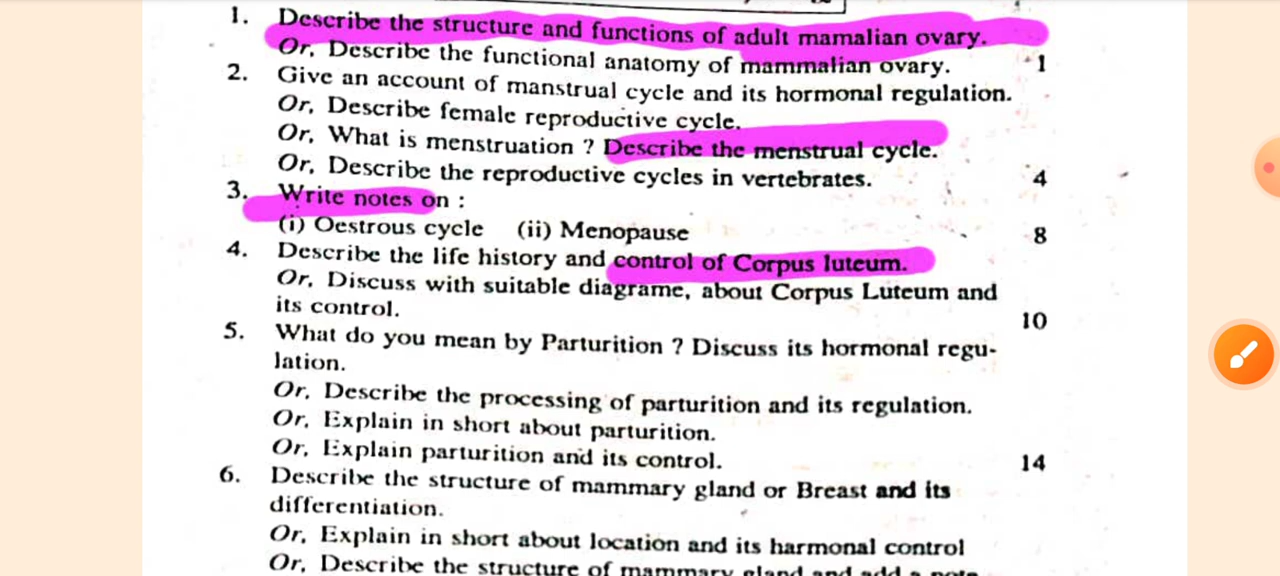 1. Describe the structure and functions of adult mamalian ovary.
Or, Describe the functional anatomy of mammalian ovary. 1
2. Give an account of manstrual cycle and its hormonal regulation.
Or, Describe female reproductive cycle.
Or, What is menstruation ? Describe the menstrual cycle.
Or, Describe the reproductive cycles in vertebrates. 4
3. Write notes on :
(i) Oestrous cycle (ii) Menopause 8
4. Describe the life history and control of Corpus luteum.
Or, Discuss with suitable diagrame, about Corpus Luteum and
its control. 10
5. What do you mean by Parturition ? Discuss its hormonal regu-
lation.
Or, Describe the processing of parturition and its regulation.
Or, Explain in short about parturition.
Or, Explain parturition and its control. 14
6. Describe the structure of mammary gland or Breast and its
differentiation.
Or, Explain in short about location and its harmonal control
Or, Describe the structure of mammary gland and add a note